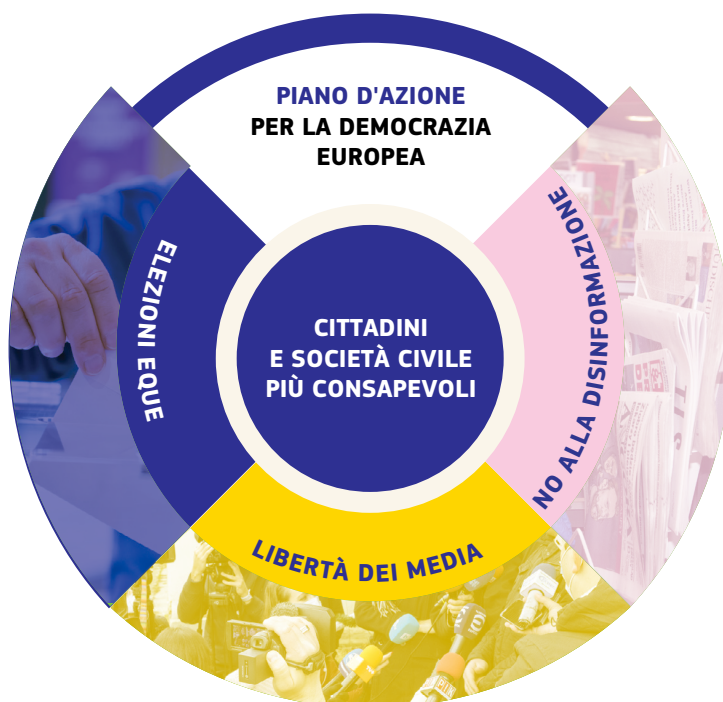 PIANO D'AZIONE
PER LA DEMOCRAZIA
EUROPEA
ELEZIONI EQUE
CITTADINI
E SOCIETÀ CIVILE
PIÙ CONSAPEVOLI
NO ALLA DISINFORMAZIONE
LIBERTÀ DEI MEDIA